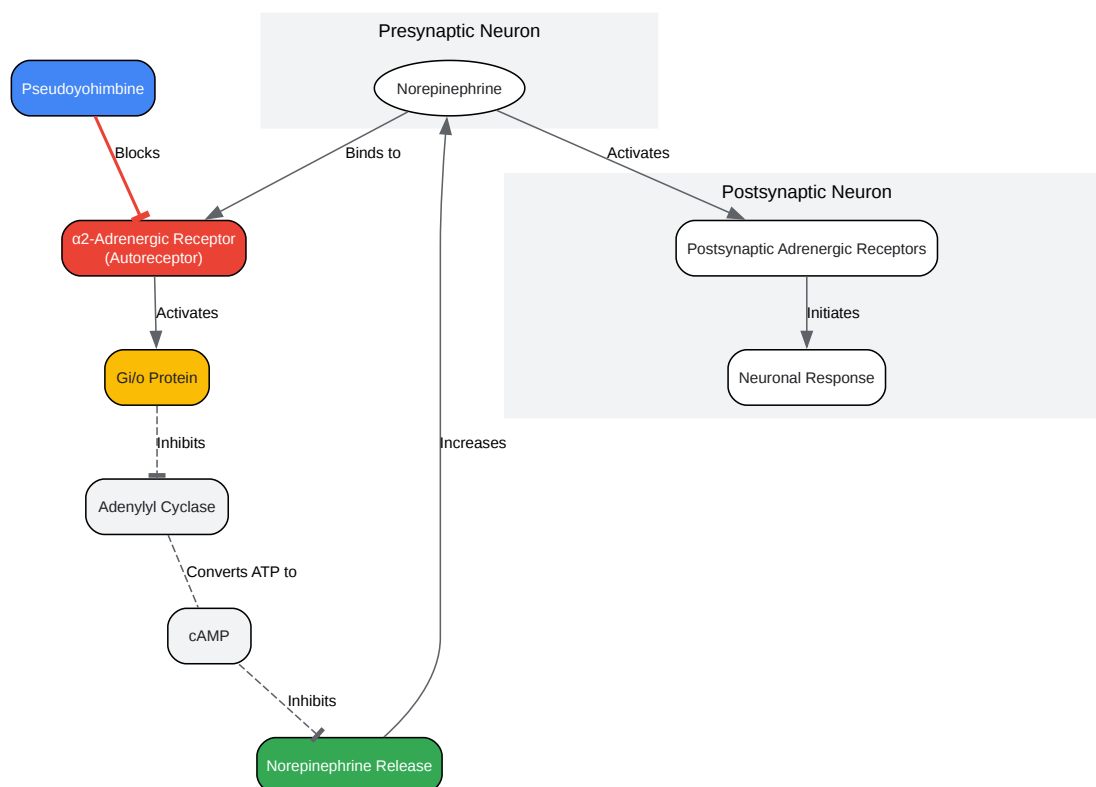 Presynaptic Neuron
Pseudoyohimbine
Norepinephrine
Blocks
Binds to
Activates
Postsynaptic Neuron
α2-Adrenergic Receptor
(Autoreceptor)
Postsynaptic Adrenergic Receptors
Activates
Initiates
Gi/o Protein
Neuronal Response
Inhibits
Increases
Adenylyl Cyclase
Converts ATP to
cAMP
Inhibits
Norepinephrine Release